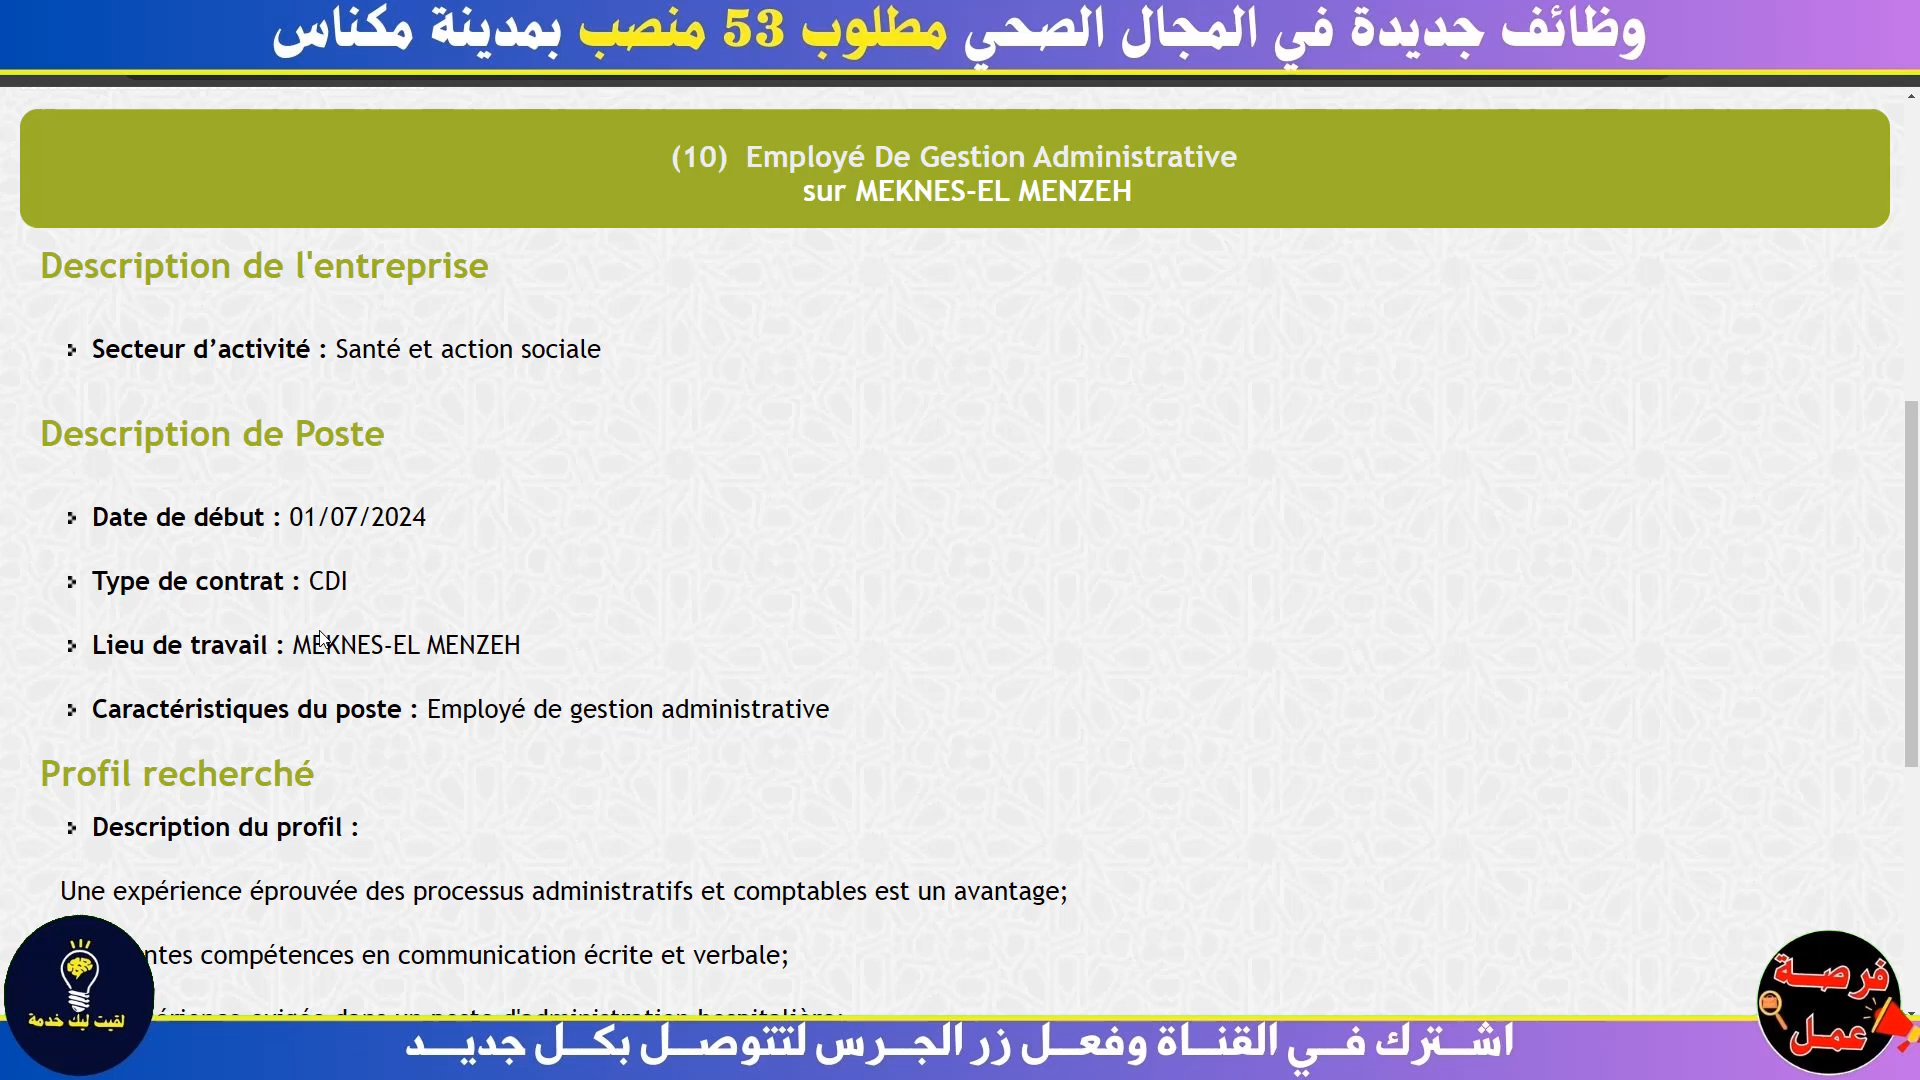 وظائف جديدة في المجال الصحي مطلوب 53 منصب بمدينة مكناس
(10) Employé De Gestion Administrative
sur MEKNES-EL MENZEH
Description de l'entreprise
Secteur d’activité : Santé et action sociale
Description de Poste
Date de début : 01/07/2024
Type de contrat : CDI
Lieu de travail : MEKNES-EL MENZEH
Caractéristiques du poste : Employé de gestion administrative
Profil recherché
Description du profil :
Une expérience éprouvée des processus administratifs et comptables est un avantage;
compétences en communication écrite et verbale;
لقيت ليك خدمة
فرصة
عمل
اشترك في القناة وفعل زر الجرس لتتوصل بكل جديد